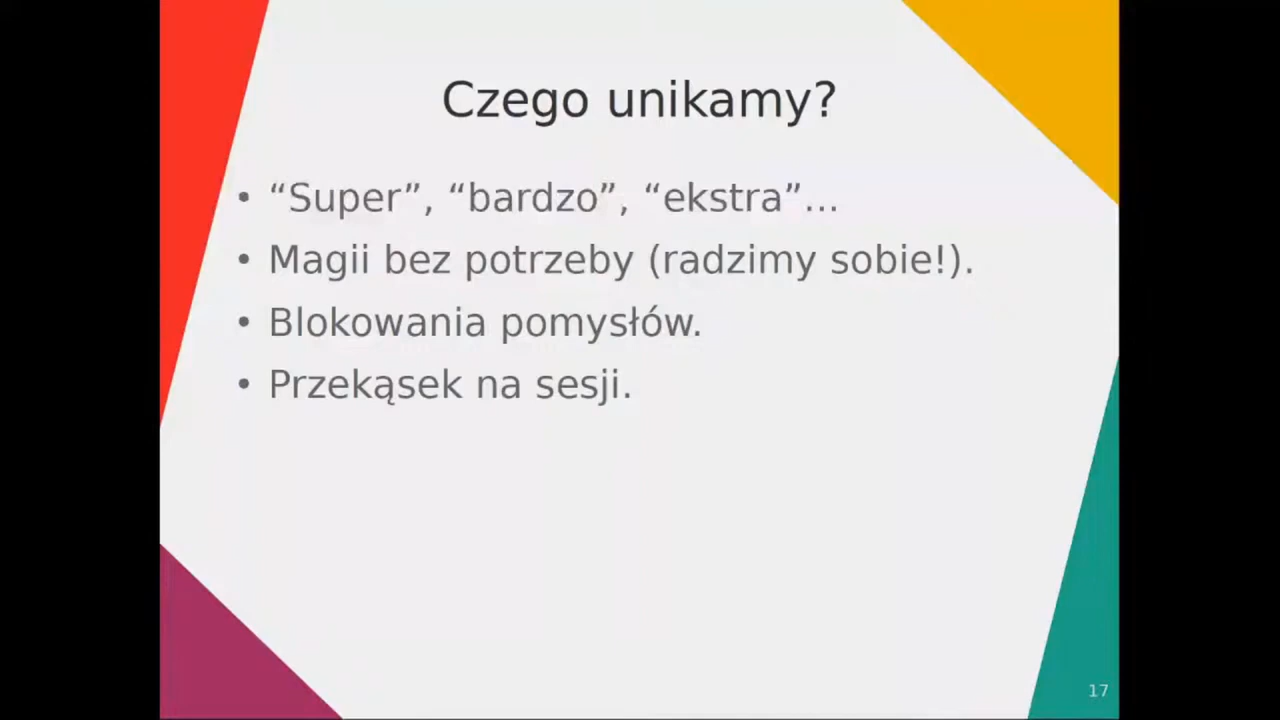 Czego unikamy?
• “Super”, “bardzo”, “ekstra”...
• Magii bez potrzeby (radzimy sobie!).
• Blokowania pomysłów.
• Przekąsek na sesji.
17